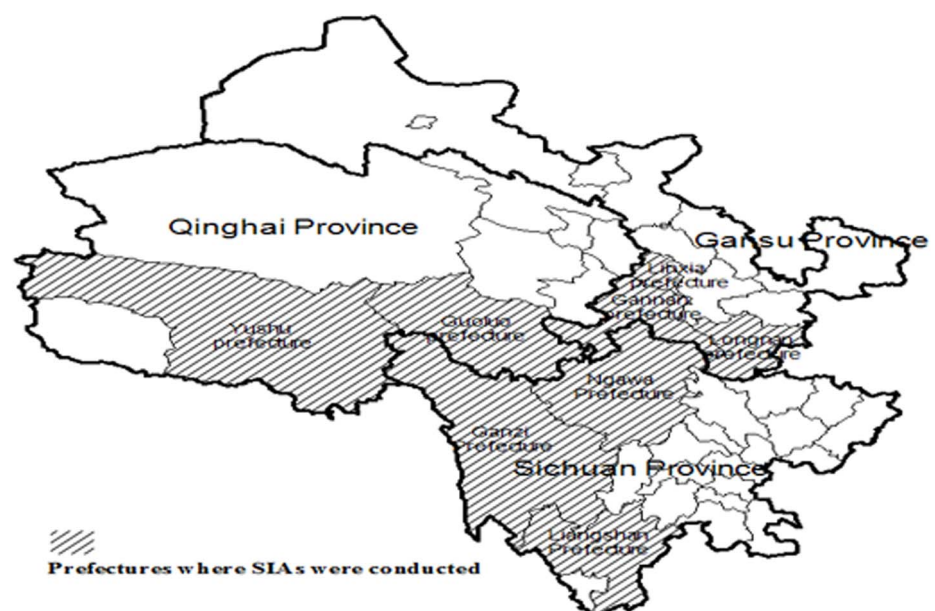 Qinghai Province
Gansu Province
Linxia
prefecture
Gannan
prefecture
Yushu
prefecture
Guoluo
prefecture
Longnan
prefecture
Ngawa
Prefecture
Ganzi
Prefecture
Sichuan Province
Liangshan
Prefecture
Prefectures where SIAs were conducted